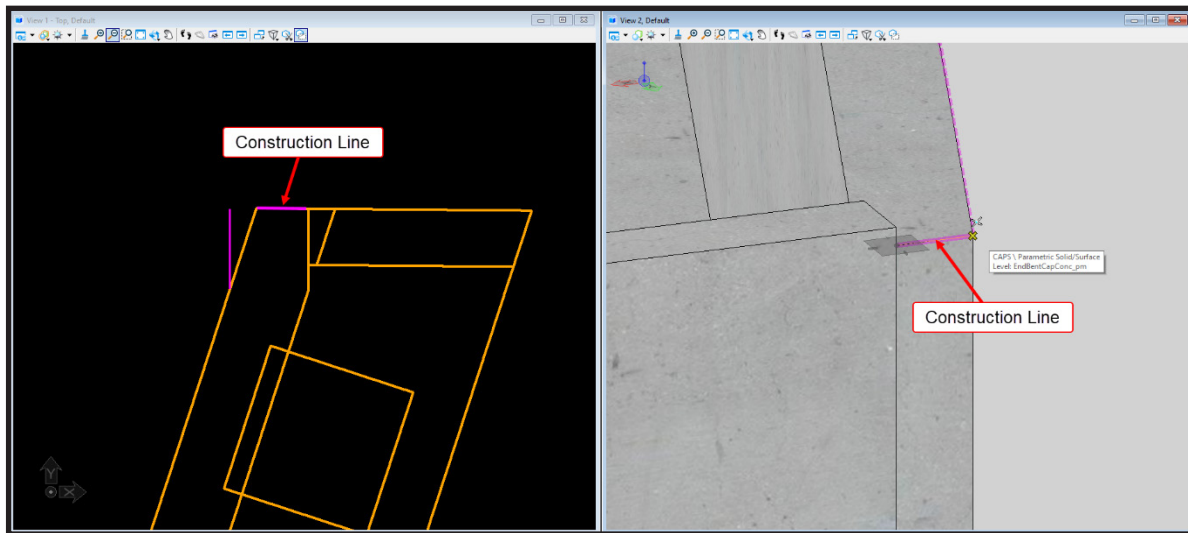 View 1 - Top, Default
Construction Line
Y
X
View 2, Default
CAPS \ Parametric Solid/Surface
Level: EndBentCapConc_pm
Construction Line